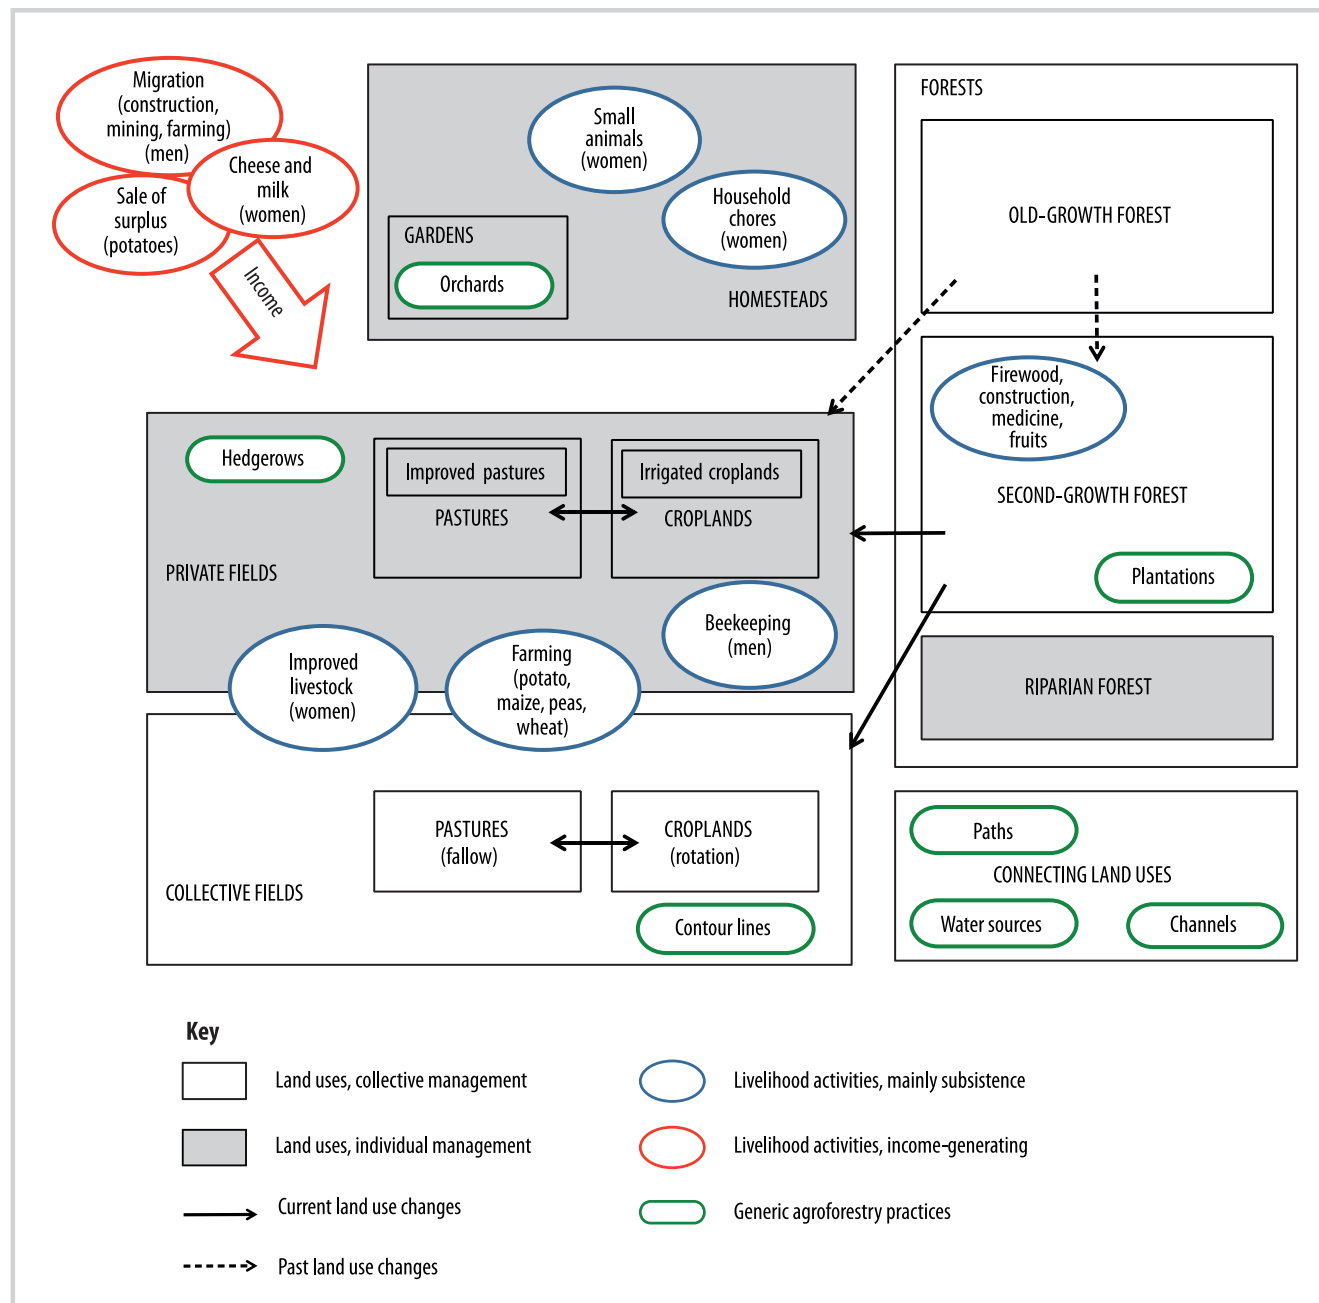 Migration
(construction,
mining, farming)
(men)
Cheese and
milk
(women)
Sale of
surplus
(potatoes)
Income
Small
animals
(women)
Household
chores
(women)
GARDENS
Orchards
HOMESTEADS
FORESTS
OLD-GROWTH FOREST
Firewood,
construction,
medicine,
fruits
SECOND-GROWTH FOREST
Plantations
RIPARIAN FOREST
Hedgerows
Improved pastures
PASTURES
Irrigated croplands
CROPLANDS
PRIVATE FIELDS
Beekeeping
(men)
Improved
livestock
(women)
Farming
(potato,
maize, peas,
wheat)
PASTURES
(fallow)
CROPLANDS
(rotation)
COLLECTIVE FIELDS
Contour lines
Paths
CONNECTING LAND USES
Water sources
Channels
Key
Land uses, collective management
Land uses, individual management
Current land use changes
Past land use changes
Livelihood activities, mainly subsistence
Livelihood activities, income-generating
Generic agroforestry practices